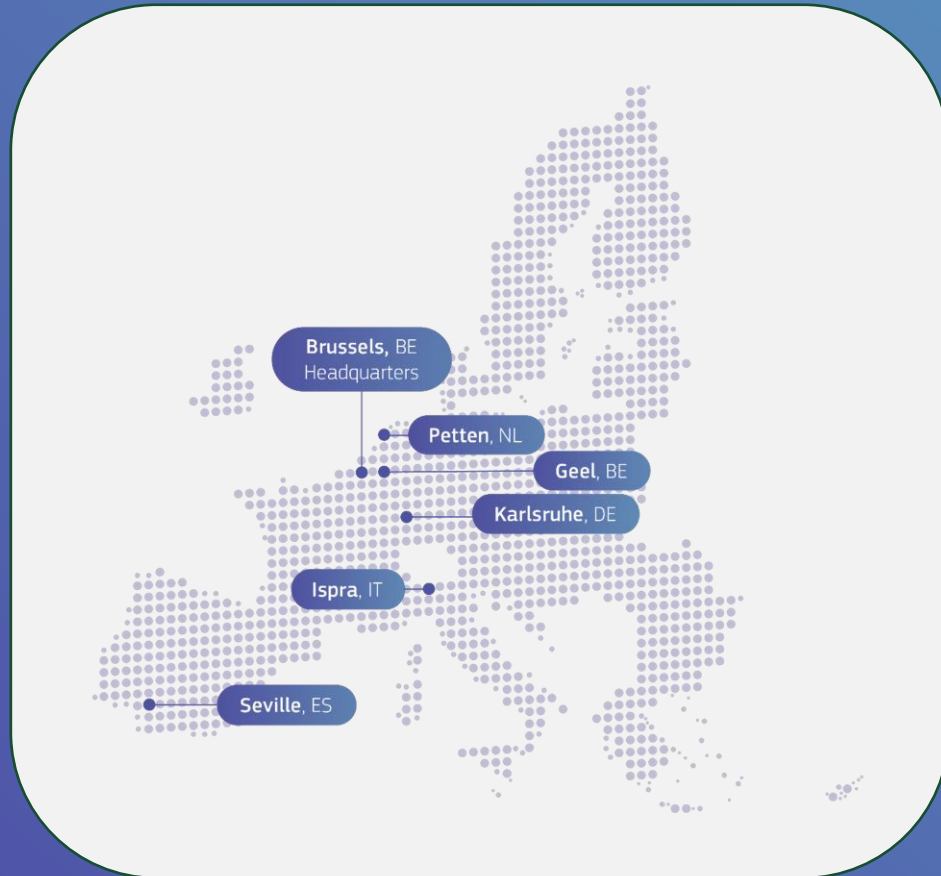 Brussels, BE
Headquarters
Petten, NL
Geel, BE
Karlsruhe, DE
Ispra, IT
Seville, ES